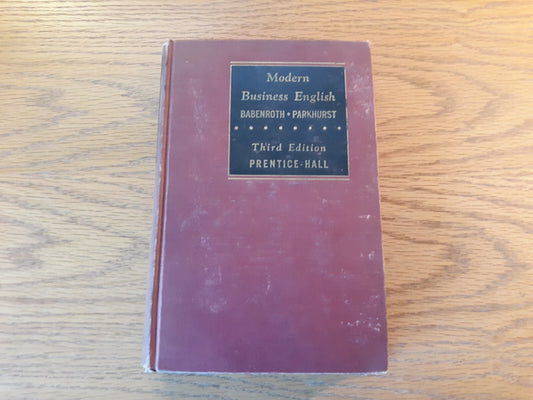 Modern
Business English
BABENROTH • PARKHURST
Third Edition
PRENTICE-HALL